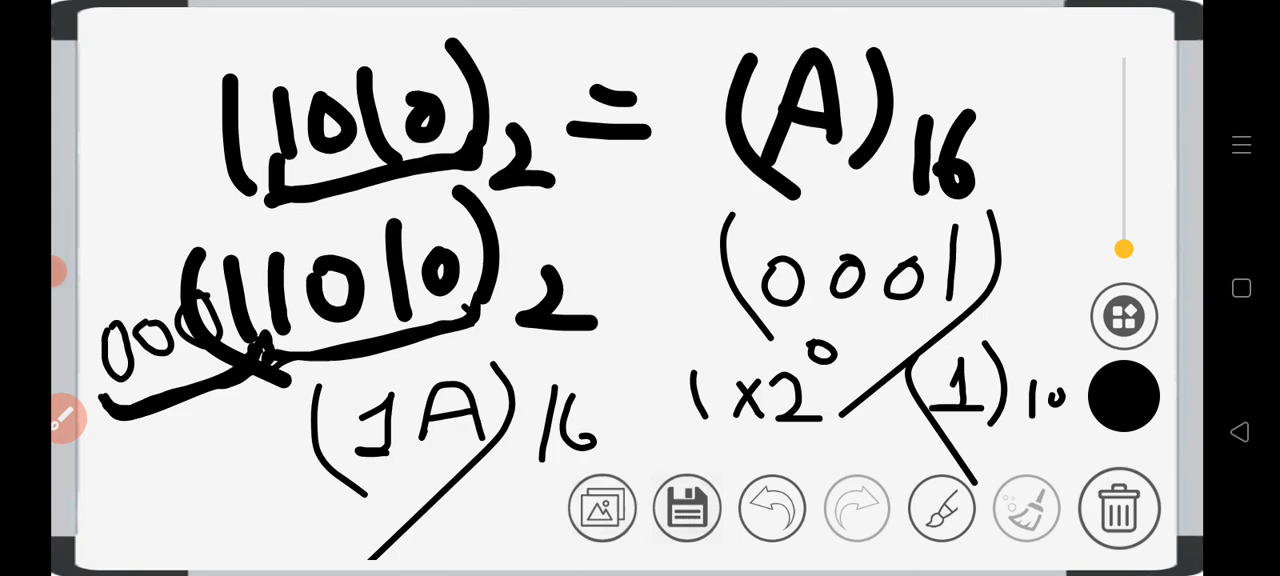 (1010)2 = (A)16
000(11010)2
(0001)
1x2⁰ (1)10
(1A)16